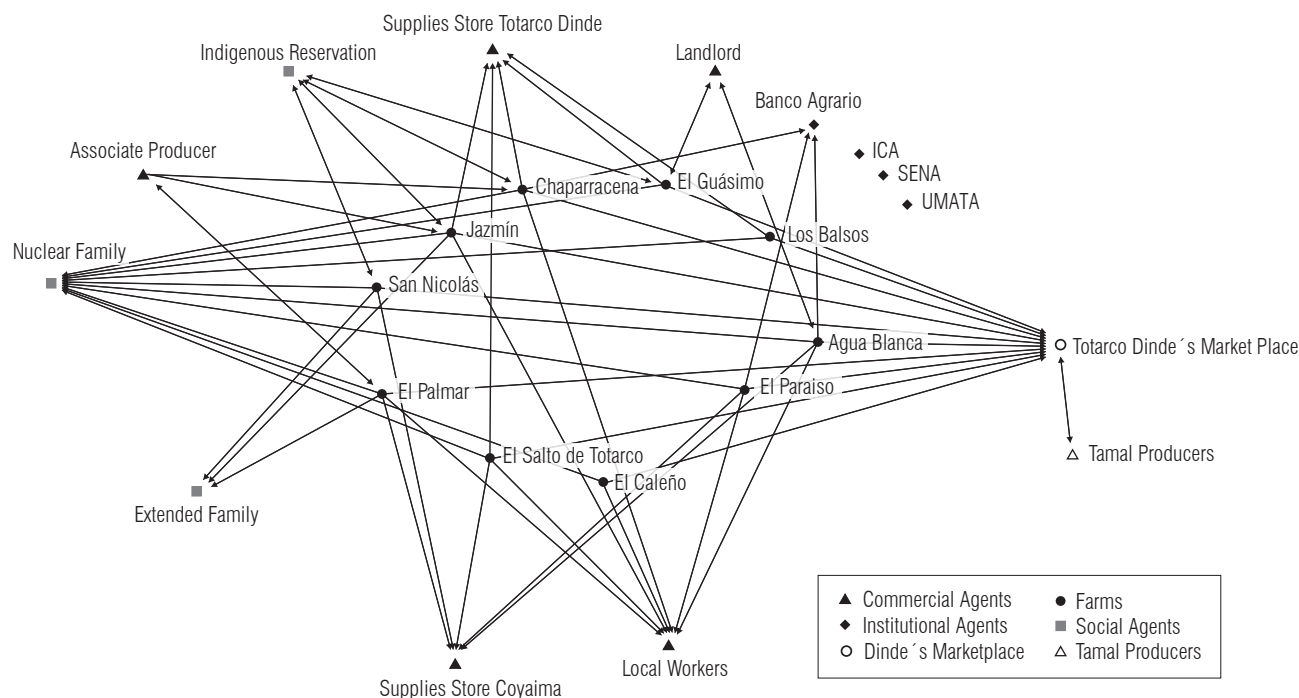 Supplies Store Totarco Dinde
Indigenous Reservation
Landlord
Banco Agrario
Associate Producer
ICA
SENA
UMATA
Chaparracena
El Guásimo
Jazmín
Los Balsos
Nuclear Family
San Nicolás
Agua Blanca
Totarco Dinde´s Market Place
El Palmar
El Paraiso
El Salto de Totarco
Tamal Producers
El Caleño
Extended Family
Commercial Agents
Farms
Institutional Agents
Social Agents
Dinde´s Marketplace
Tamal Producers
Local Workers
Supplies Store Coyaima